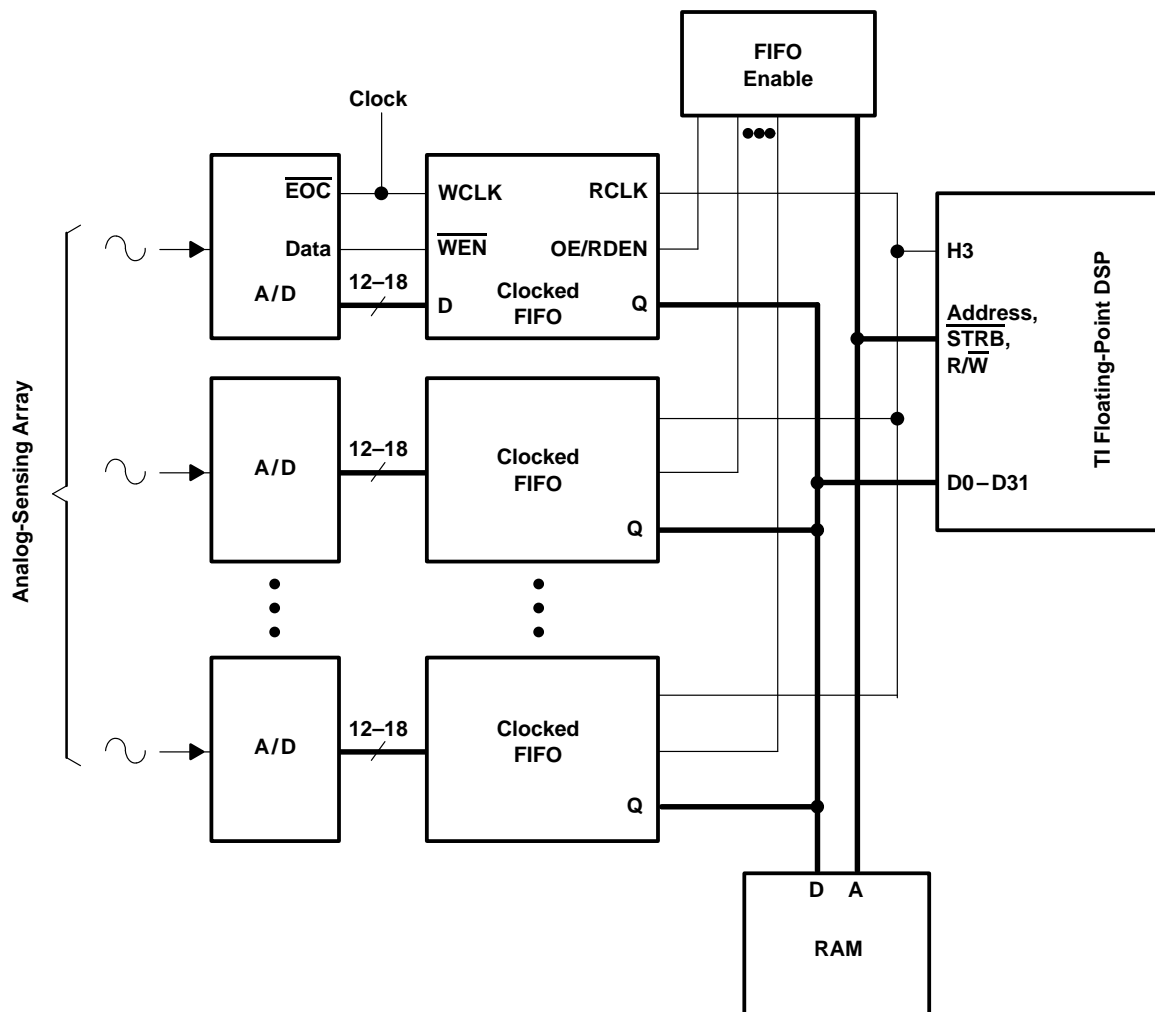 FIFO
Enable
Clock
EOC
WCLK
RCLK
Data
WEN
OE/RDEN
H3
A/D
12–18
D
Clocked
FIFO
Q
Address,
STRB,
R/W
TI Floating-Point DSP
Analog-Sensing Array
A/D
12–18
Clocked
FIFO
Q
D0–D31
A/D
12–18
Clocked
FIFO
Q
D A
RAM